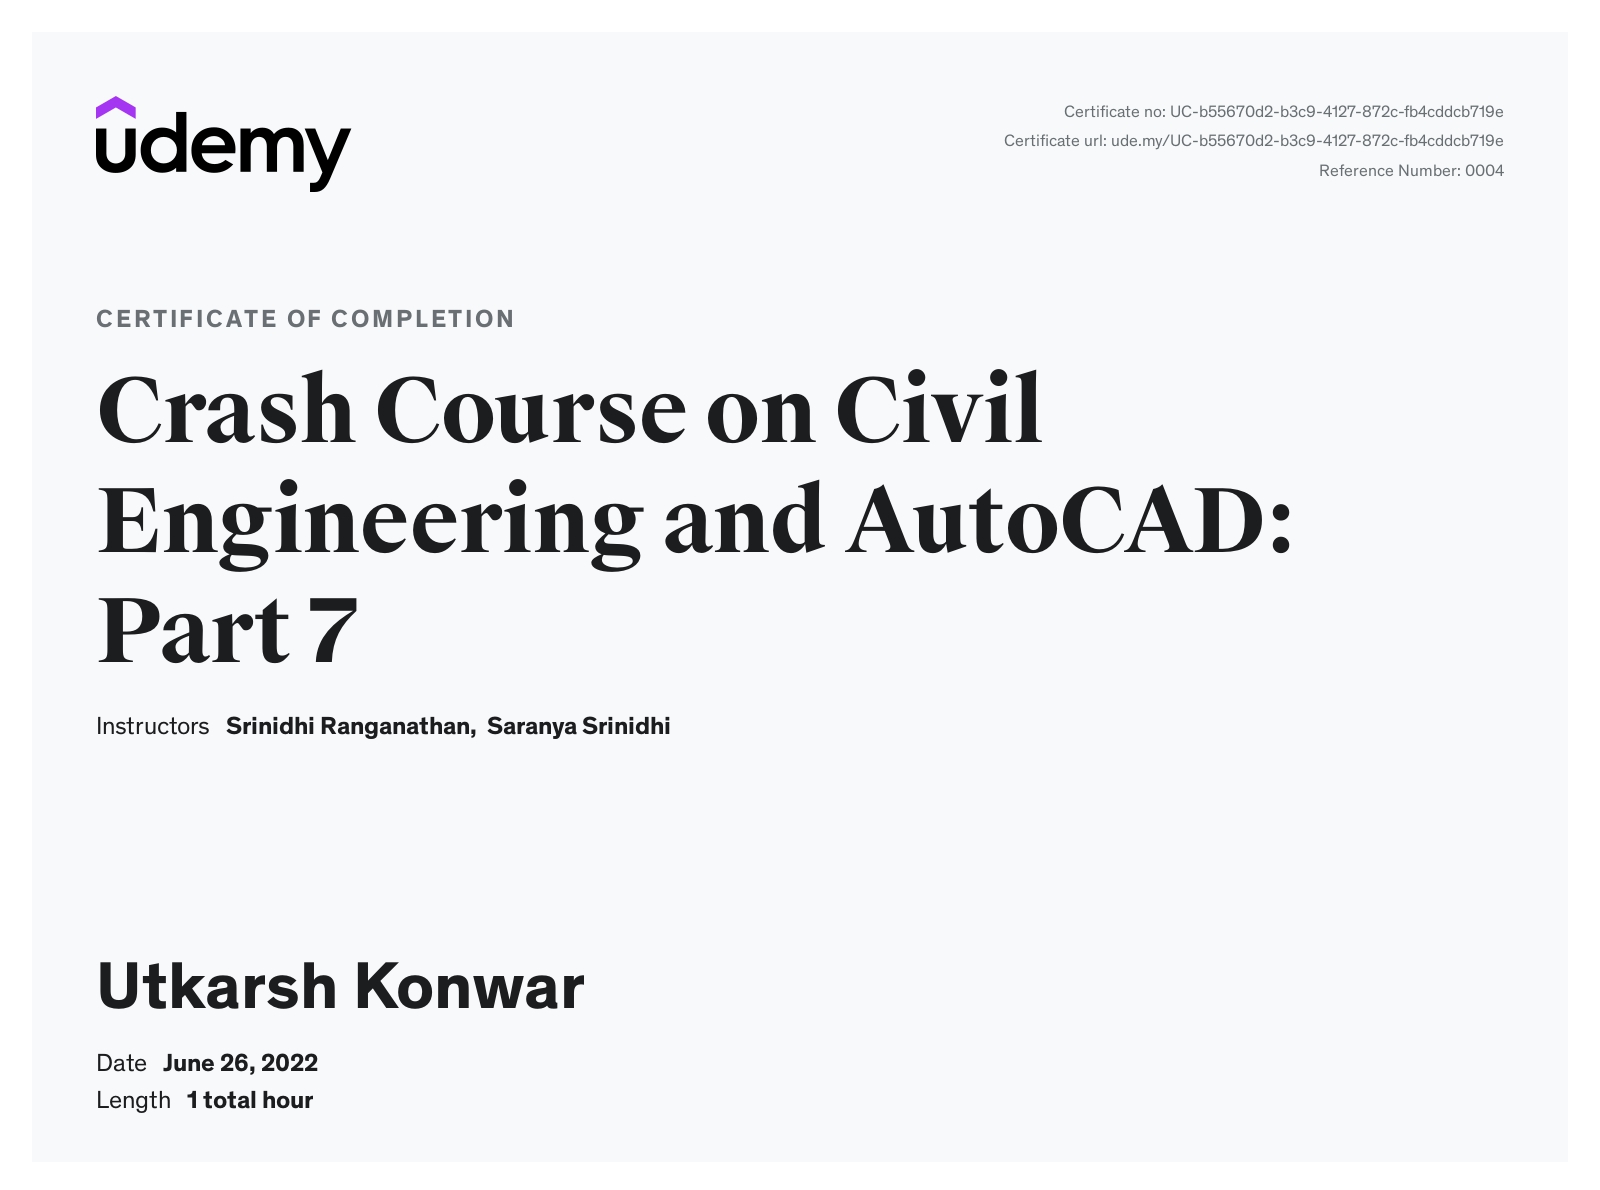 udemy
Certificate no: UC-b55670d2-b3c9-4127-872c-fb4cddcb719e
Certificate url: ude.my/UC-b55670d2-b3c9-4127-872c-fb4cddcb719e
Reference Number: 0004
CERTIFICATE OF COMPLETION
Crash Course on Civil
Engineering and AutoCAD:
Part 7
Instructors Srinidhi Ranganathan, Saranya Srinidhi
Utkarsh Konwar
Date June 26, 2022
Length 1 total hour